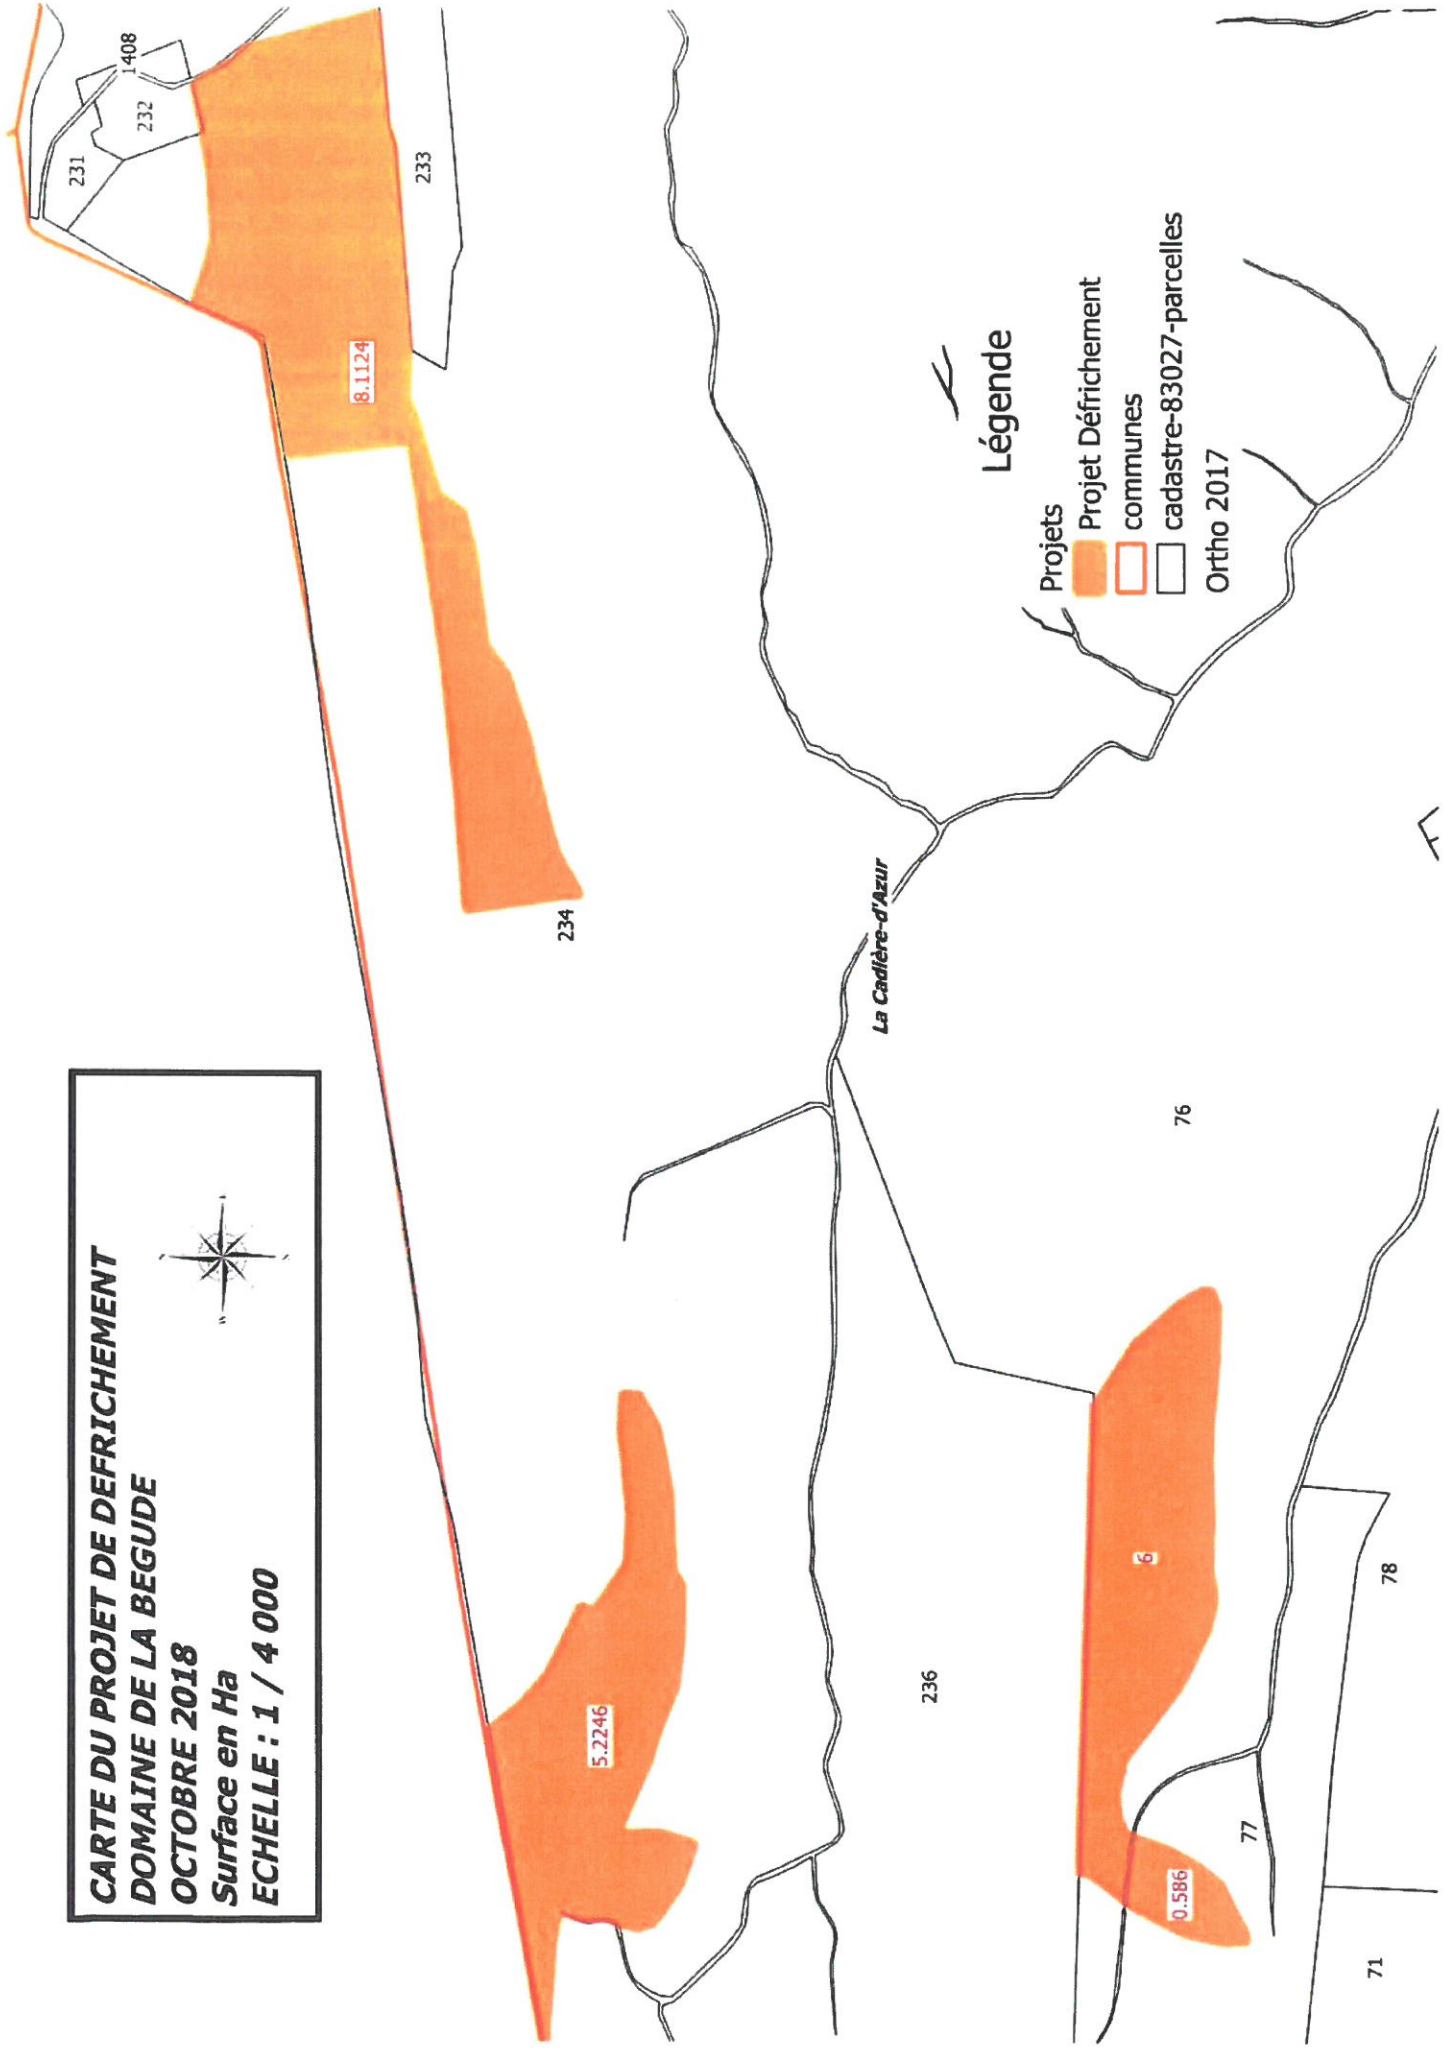 CARTE DU PROJET DE DEFRICHEMENT
DOMAINE DE LA BEGUDE
OCTOBRE 2018
Surface en Ha
ECHELLE : 1 / 4 000
231
232
1408
233
8.1124
234
5.2246
La Cadière-d'Azur
236
76
6
0.586
77
78
71
Légende
Projets
Projet Défrichement
communes
cadastre-83027-parcelles
Ortho 2017